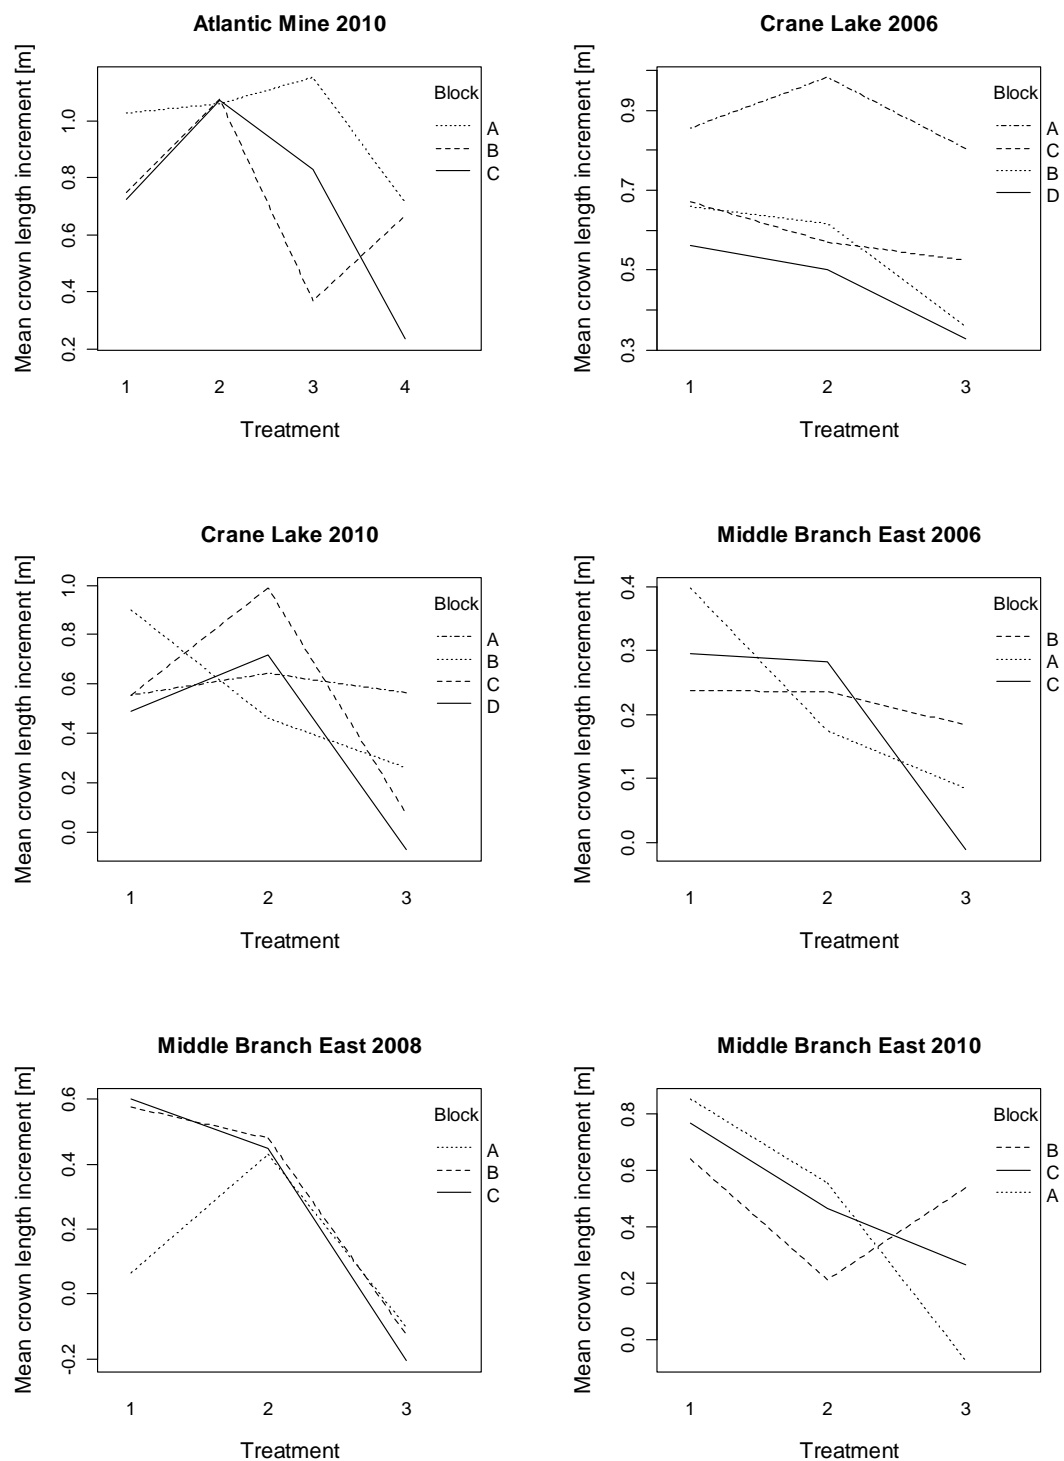 Atlantic Mine 2010
Mean crown length increment [m]
1.0
0.8
0.6
0.4
0.2
Block
A
B
C
1 2 3 4
Treatment
Crane Lake 2006
Mean crown length increment [m]
0.9
0.7
0.5
0.3
Block
A
C
B
D
1 2 3
Treatment
Crane Lake 2010
Mean crown length increment [m]
1.0
0.8
0.6
0.4
0.2
0.0
Block
A
B
C
D
1 2 3
Treatment
Middle Branch East 2006
Mean crown length increment [m]
0.4
0.3
0.2
0.1
0.0
Block
B
A
C
1 2 3
Treatment
Middle Branch East 2008
Mean crown length increment [m]
0.6
0.4
0.2
0.0
-0.2
Block
A
B
C
1 2 3
Treatment
Middle Branch East 2010
Mean crown length increment [m]
0.8
0.6
0.4
0.2
0.0
Block
B
C
A
1 2 3
Treatment